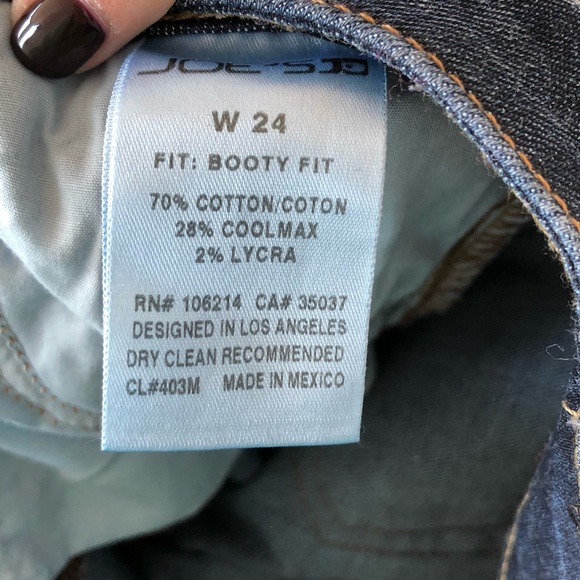 JOE'S
W 24
FIT: BOOTY FIT
70% COTTON/COTON
28% COOLMAX
2% LYCRA
RN# 106214 CA# 35037
DESIGNED IN LOS ANGELES
DRY CLEAN RECOMMENDED
CL#403M MADE IN MEXICO